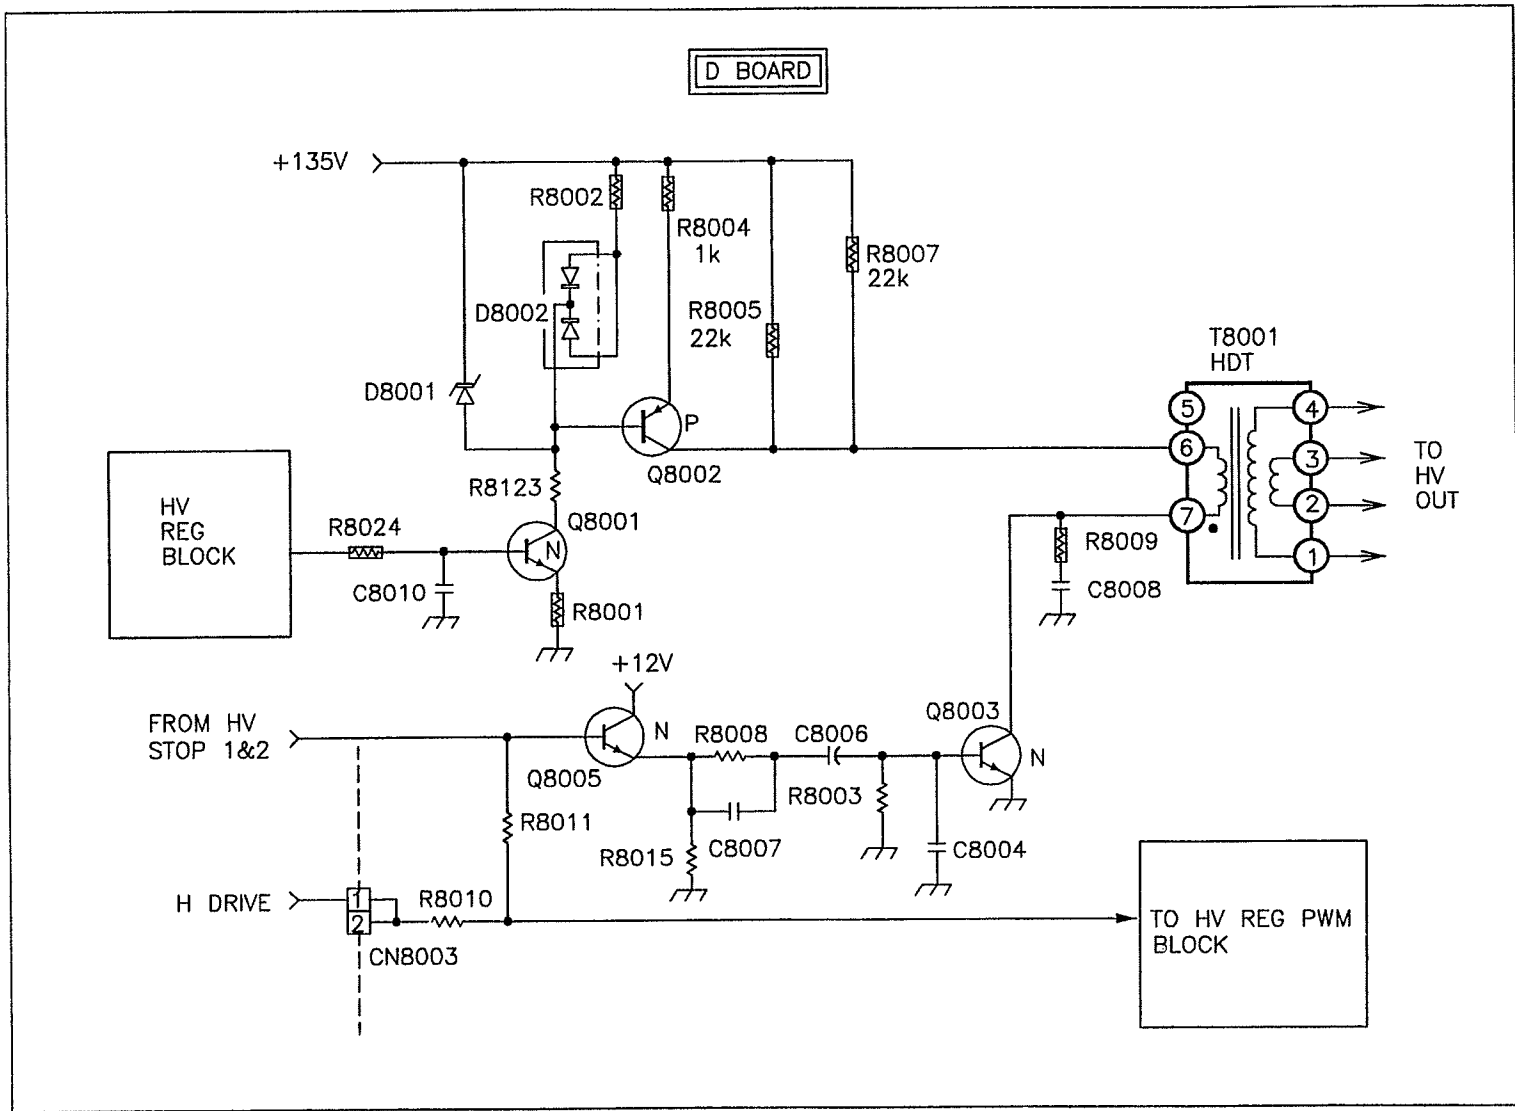 D BOARD
+135V
R8002
R8004
1k
R8007
22k
D8002
R8005
22k
T8001
HDT
D8001
P
Q8002
5
4
6
3
7
2
1
TO
HV
OUT
HV
REG
BLOCK
R8123
R8024
Q8001
N
C8010
R8001
R8009
C8008
+12V
FROM HV
STOP 1&2
N
Q8005
R8008
C8006
Q8003
N
R8003
R8011
R8015
C8007
C8004
H DRIVE
1
2
R8010
CN8003
TO HV REG PWM
BLOCK